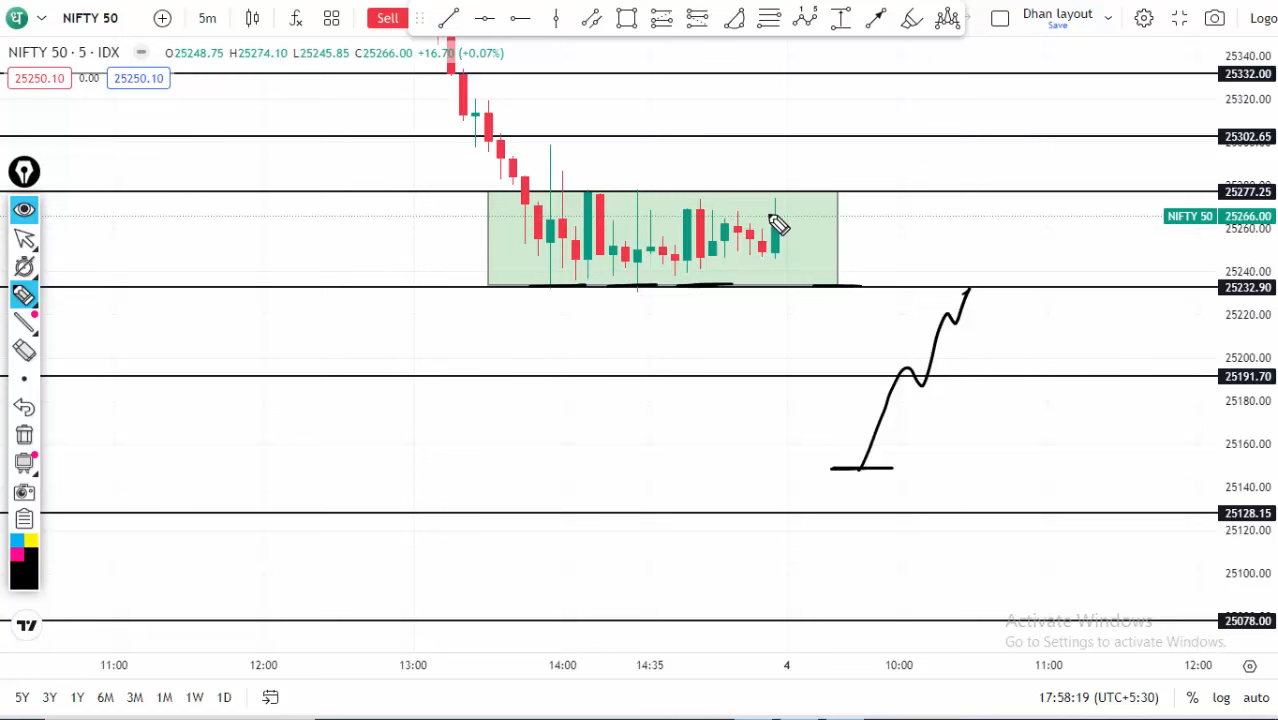 NIFTY 50
5m
Sell
Dhan layout
Save
Logo
NIFTY 50 · 5 · IDX
O25248.75 H25274.10 L25245.85 C25266.00 +16.70 (+0.07%)
25250.10 0.00 25250.10
25340.00
25332.00
25320.00
25302.65
25277.25
NIFTY 50 25266.00
25260.00
25240.00
25232.90
25220.00
25200.00
25191.70
25180.00
25160.00
25140.00
25128.15
25120.00
25100.00
25078.00
Activate Windows
Go to Settings to activate Windows.
11:00 12:00 13:00 14:00 14:35 4 10:00 11:00 12:00
5Y 3Y 1Y 6M 3M 1M 1W 1D 17:58:19 (UTC+5:30) % log auto